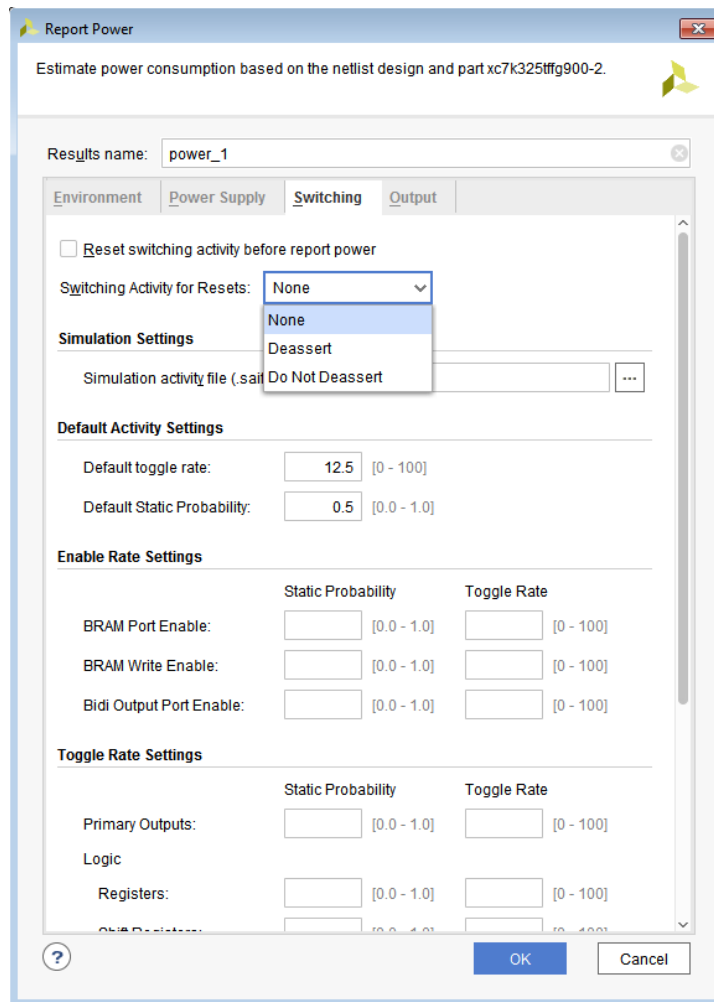 Report Power
Estimate power consumption based on the netlist design and part xc7k325tffg900-2.
Results name: power_1
Environment Power Supply Switching Output
Reset switching activity before report power
Switching Activity for Resets: None
None
Simulation Settings
Deassert
Simulation activity file (.saif Do Not Deassert ...
Default Activity Settings
Default toggle rate: 12.5 [0 - 100]
Default Static Probability: 0.5 [0.0 - 1.0]
Enable Rate Settings
Static Probability Toggle Rate
BRAM Port Enable: [0.0 - 1.0] [0 - 100]
BRAM Write Enable: [0.0 - 1.0] [0 - 100]
Bidi Output Port Enable: [0.0 - 1.0] [0 - 100]
Toggle Rate Settings
Static Probability Toggle Rate
Primary Outputs: [0.0 - 1.0] [0 - 100]
Logic
Registers: [0.0 - 1.0] [0 - 100]
? OK Cancel